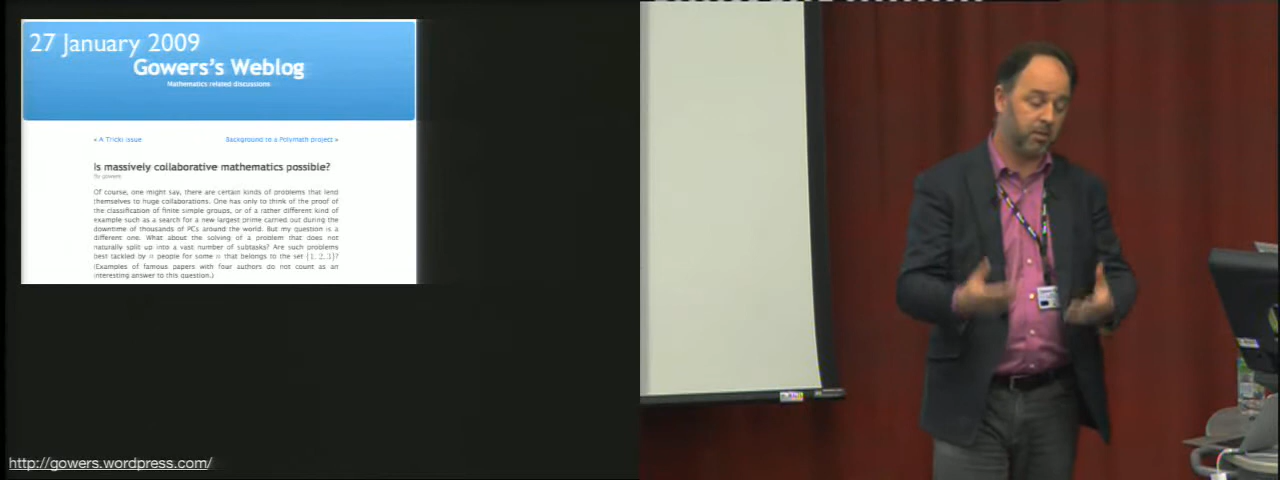 27 January 2009
Gowers's Weblog
Mathematics related discussions
« A Tricki issue
Background to a Polymath project »
Is massively collaborative mathematics possible?
By gowers
Of course, one might say, there are certain kinds of problems that lend
themselves to huge collaborations. One has only to think of the proof of
the classification of finite simple groups, or of a rather different kind of
example such as a search for a new largest prime carried out during the
downtime of thousands of PCs around the world. But my question is a
different one. What about the solving of a problem that does not
naturally split up into a vast number of subtasks? Are such problems
best tackled by n people for some n that belongs to the set {1, 2, 3}?
(Examples of famous papers with four authors do not count as an
interesting answer to this question.)
http://gowers.wordpress.com/